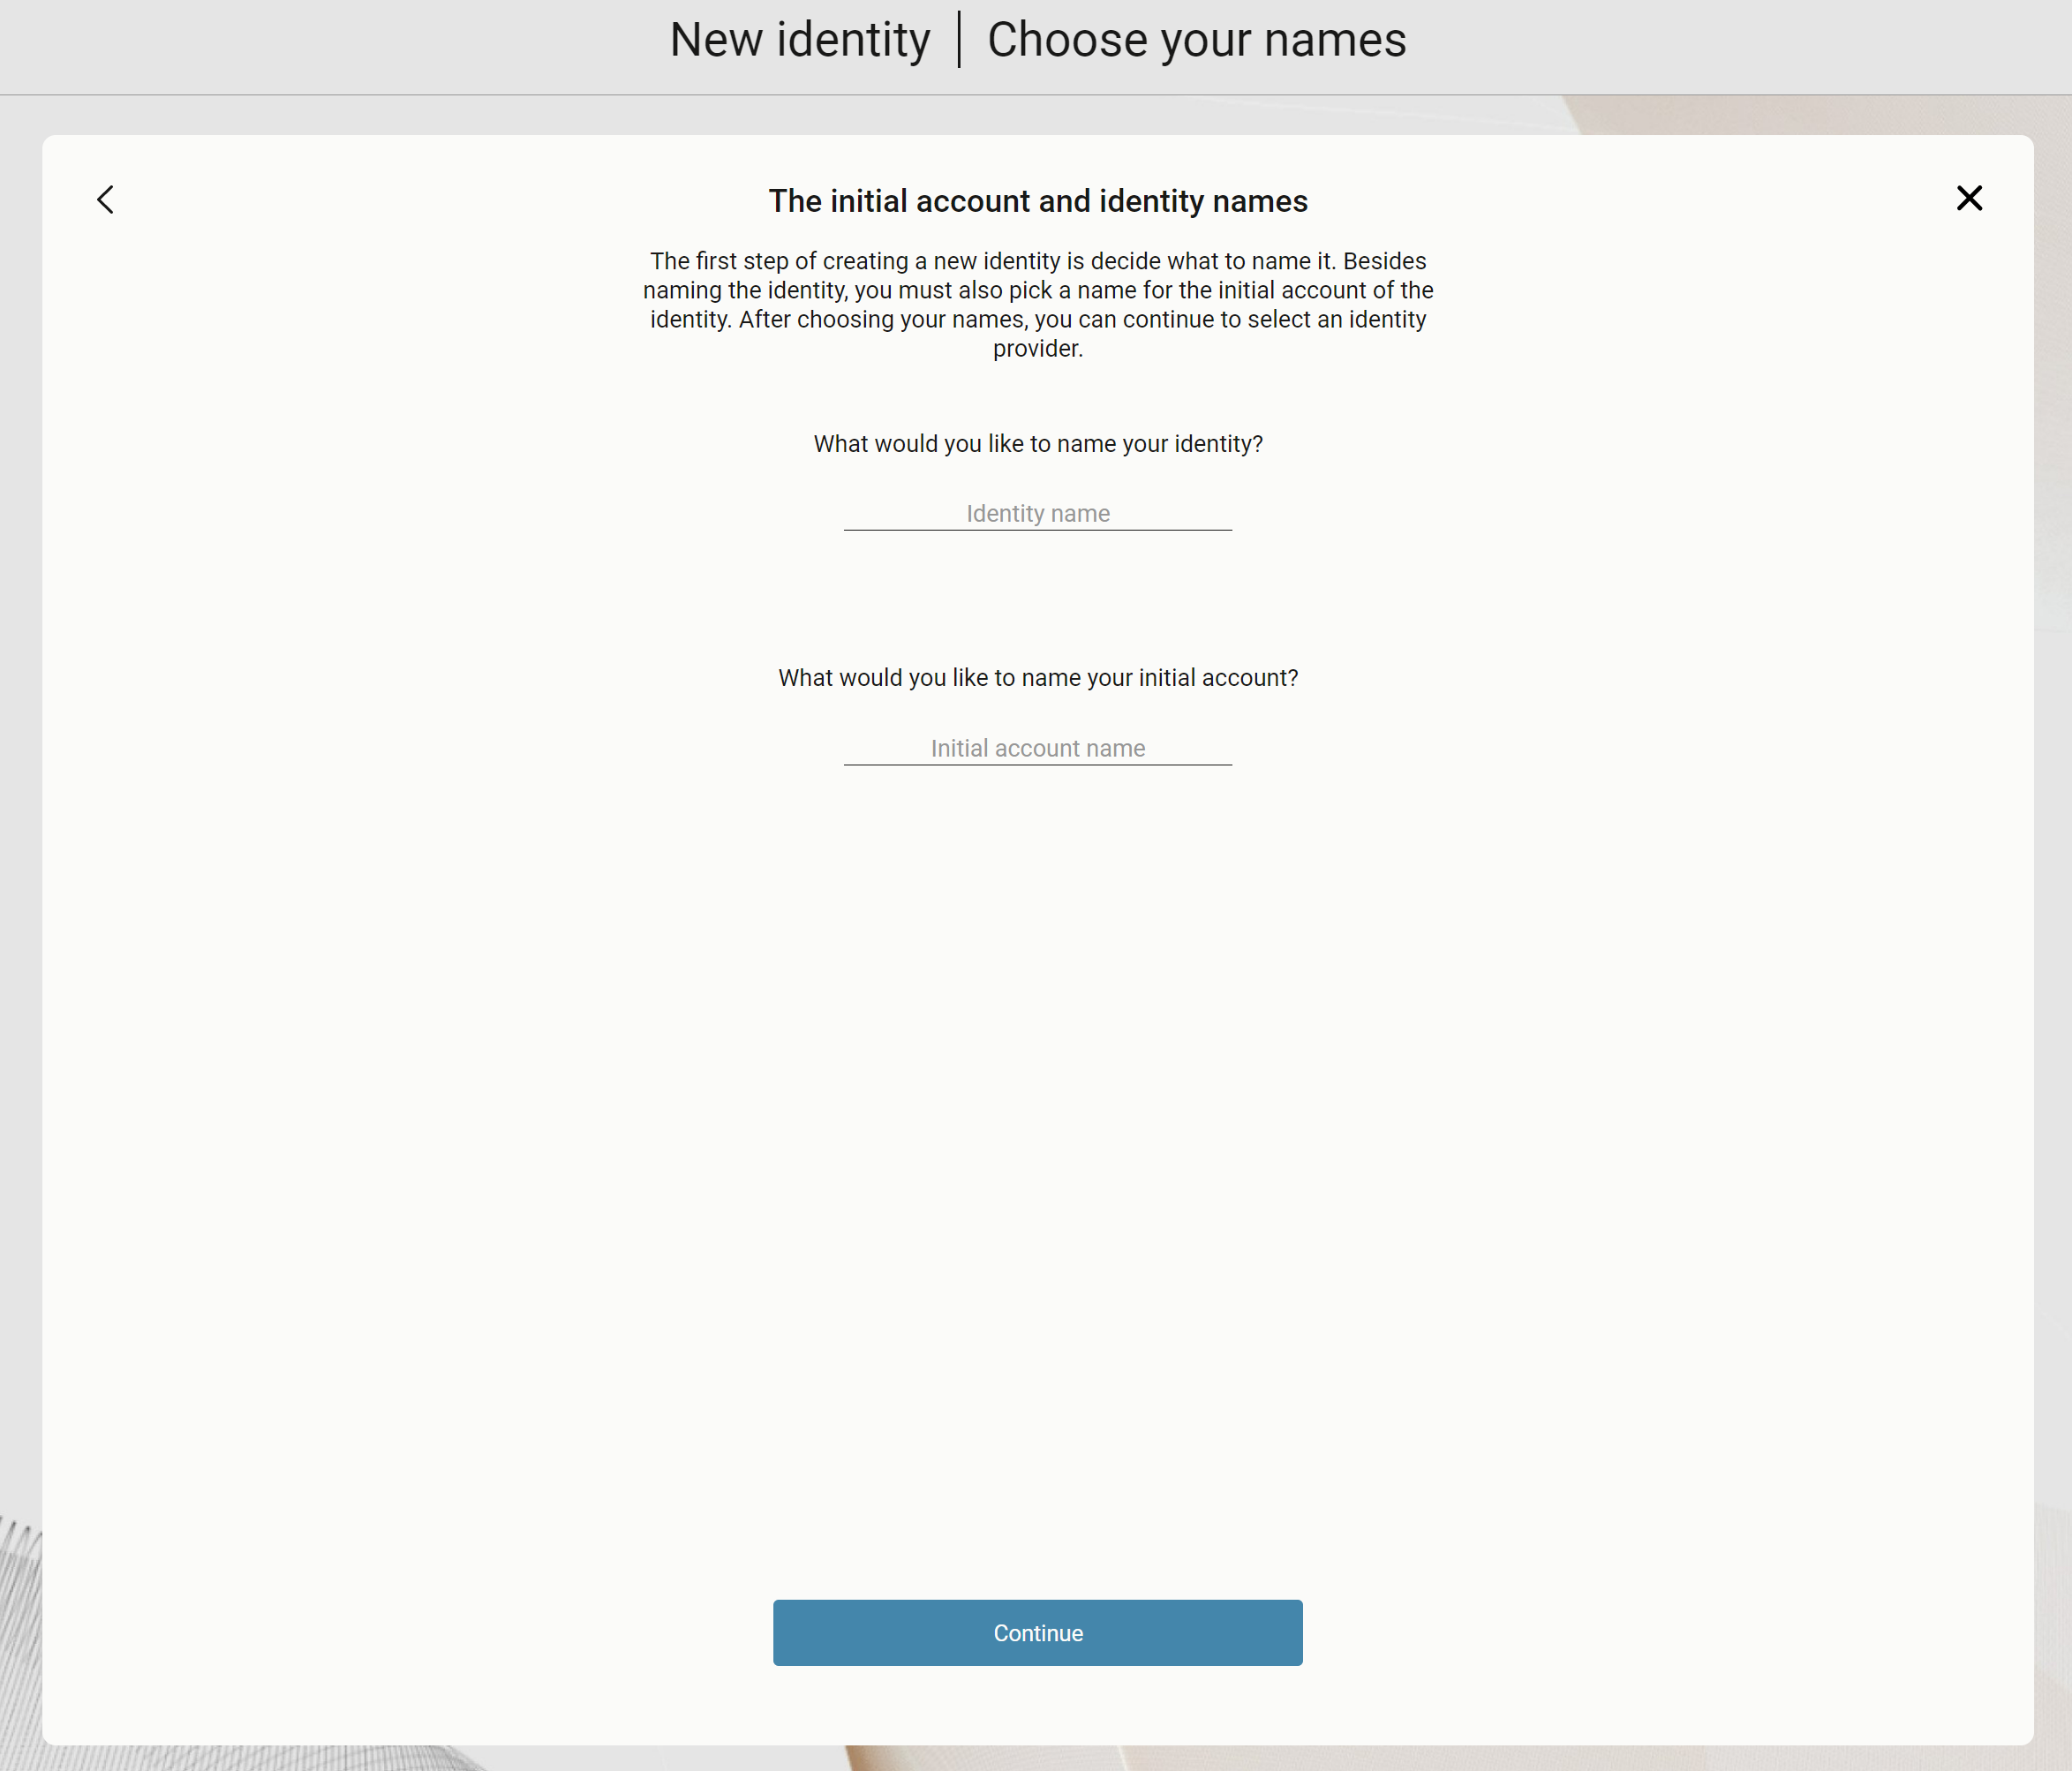 New identity | Choose your names
The initial account and identity names
The first step of creating a new identity is decide what to name it. Besides
naming the identity, you must also pick a name for the initial account of the
identity. After choosing your names, you can continue to select an identity
provider.
What would you like to name your identity?
Identity name
What would you like to name your initial account?
Initial account name
Continue